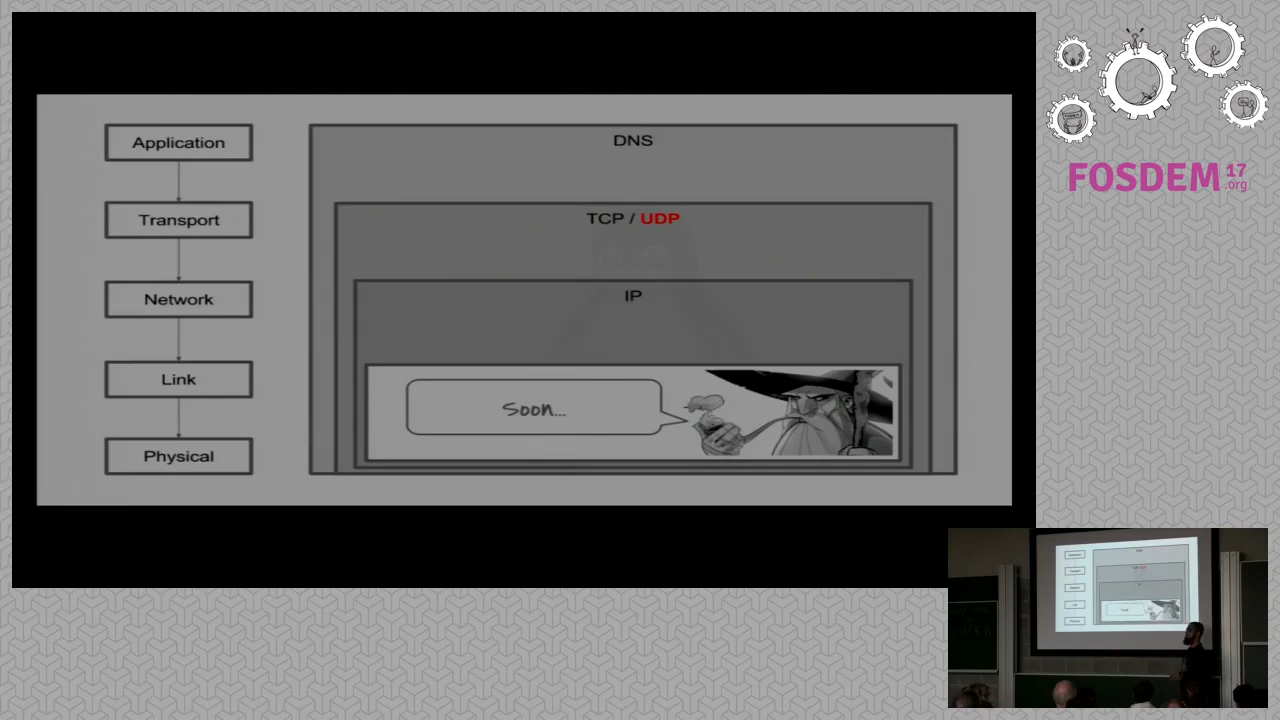 Application
Transport
Network
Link
Physical
DNS
TCP / UDP
IP
Soon...
FOSDEM 17
.org